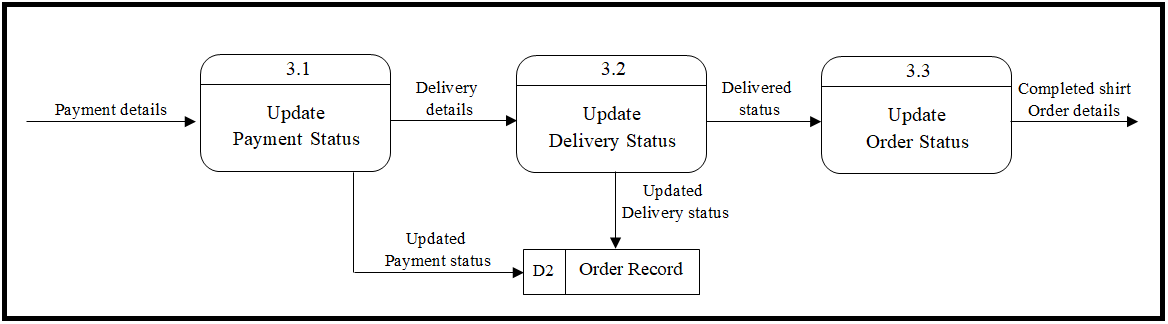 3.1
3.2
3.3
Payment details
Update
Payment Status
Delivery
details
Update
Delivery Status
Delivered
status
Update
Order Status
Completed shirt
Order details
Updated
Delivery status
Updated
Payment status
D2
Order Record